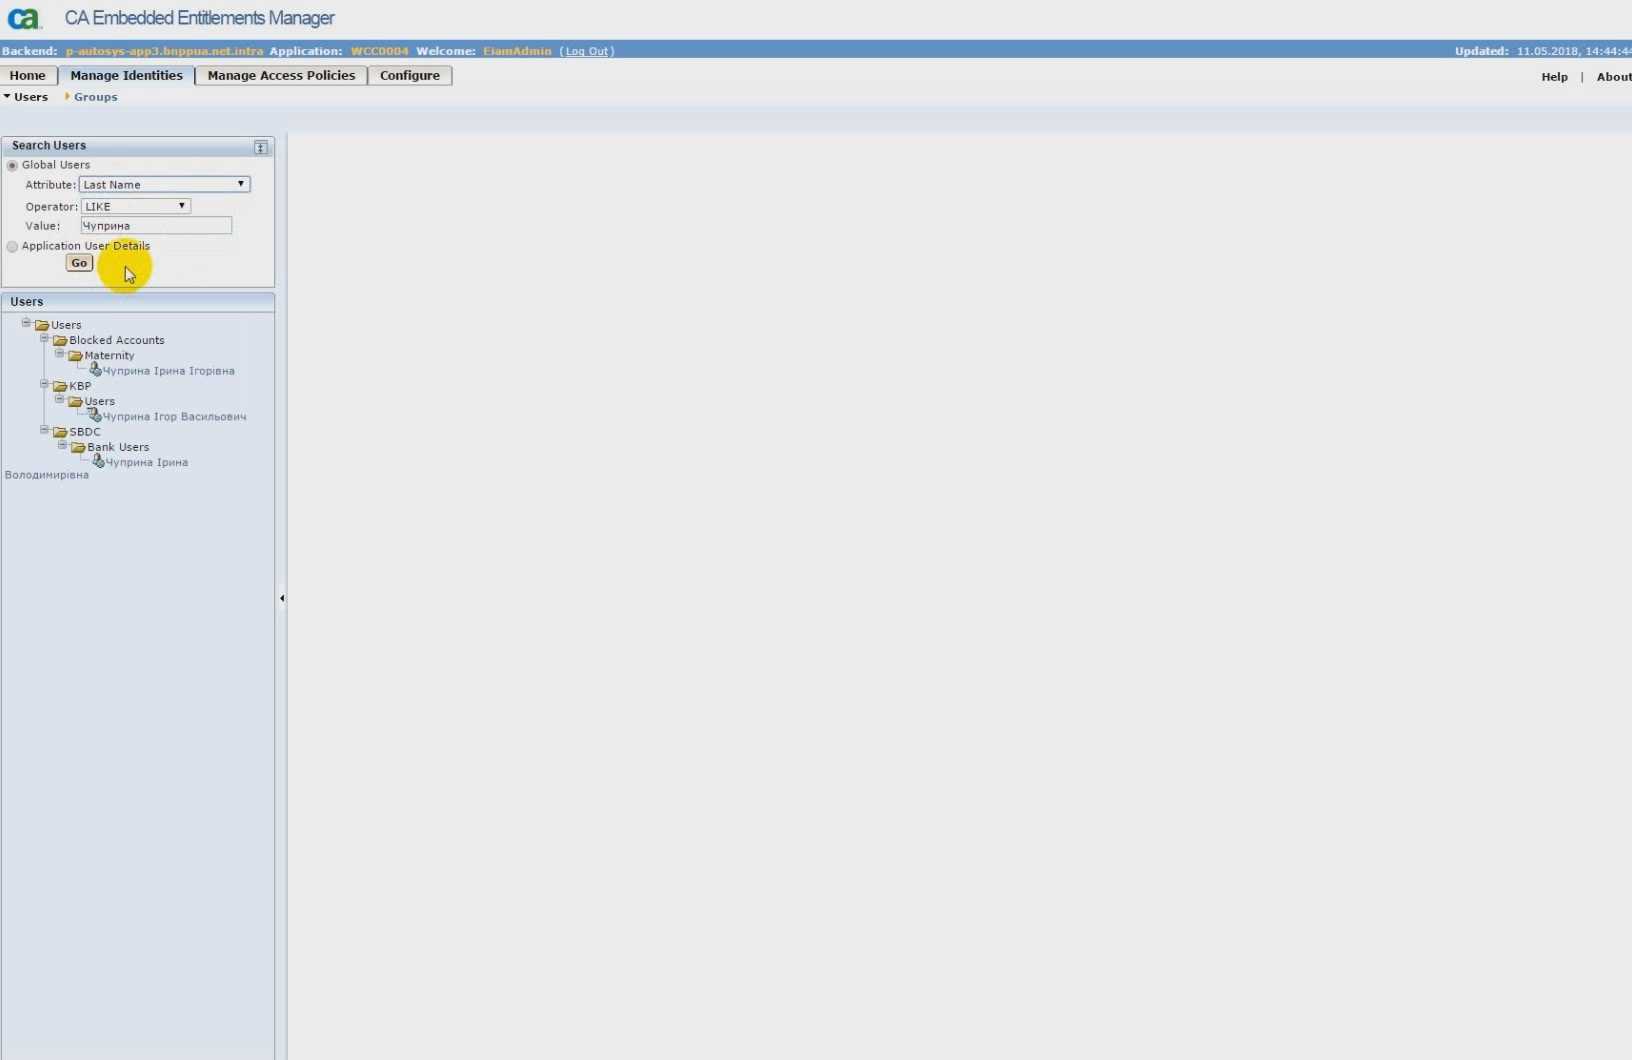 ca CA Embedded Entitlements Manager
Backend: p-autosys-app3.bnppua.net.intra Application: WCC0004 Welcome: EiamAdmin (Log Out) Updated: 11.05.2018, 14:44:44
Home Manage Identities Manage Access Policies Configure Help | About
Users Groups
Search Users
Global Users
Attribute: Last Name
Operator: LIKE
Value: Чуприна
Application User Details
Go
Users
Users
Blocked Accounts
Maternity
Чуприна Ірина Ігорівна
KBP
Users
Чуприна Ігор Васильович
SBDC
Bank Users
Чуприна Ірина
Володимирівна